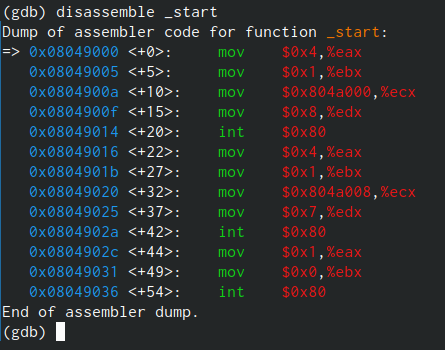 (gdb) disassemble _start
Dump of assembler code for function _start:
=> 0x08049000 <+0>:     mov    $0x4,%eax
   0x08049005 <+5>:     mov    $0x1,%ebx
   0x0804900a <+10>:    mov    $0x804a000,%ecx
   0x0804900f <+15>:    mov    $0x8,%edx
   0x08049014 <+20>:    int    $0x80
   0x08049016 <+22>:    mov    $0x4,%eax
   0x0804901b <+27>:    mov    $0x1,%ebx
   0x08049020 <+32>:    mov    $0x804a008,%ecx
   0x08049025 <+37>:    mov    $0x7,%edx
   0x0804902a <+42>:    int    $0x80
   0x0804902c <+44>:    mov    $0x1,%eax
   0x08049031 <+49>:    mov    $0x0,%ebx
   0x08049036 <+54>:    int    $0x80
End of assembler dump.
(gdb)